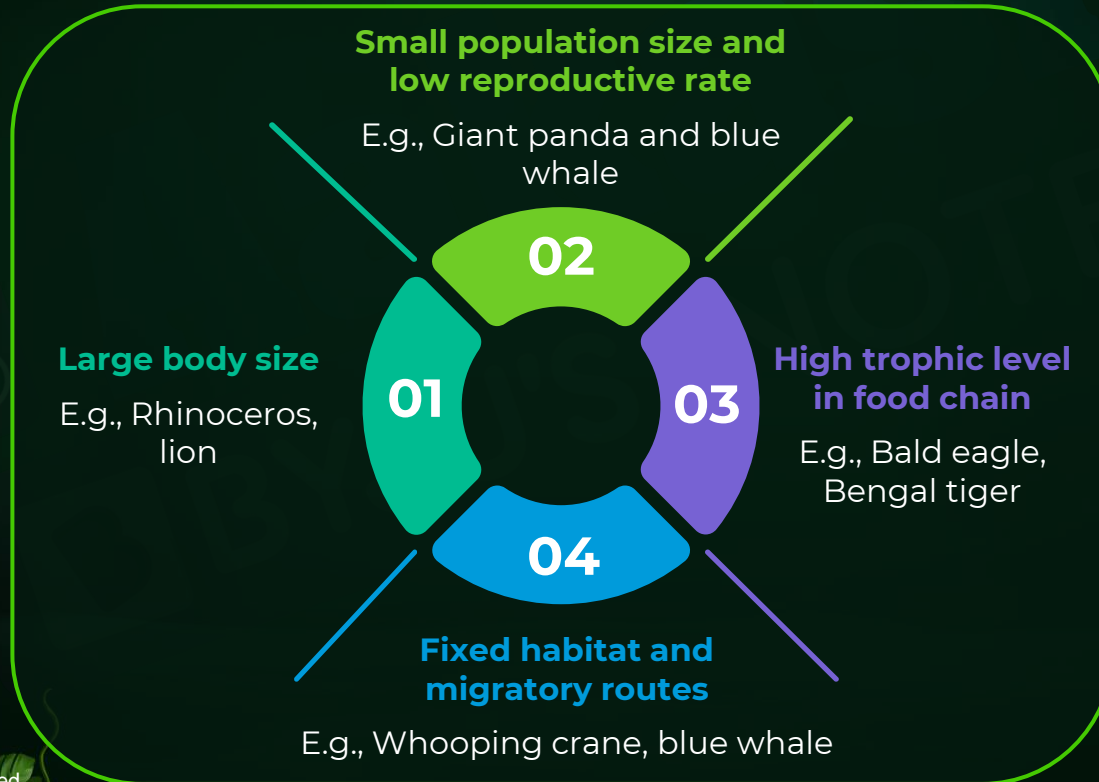 Small population size and
low reproductive rate
E.g., Giant panda and blue
whale
02
Large body size
E.g., Rhinoceros,
lion
01
03
High trophic level
in food chain
E.g., Bald eagle,
Bengal tiger
04
Fixed habitat and
migratory routes
E.g., Whooping crane, blue whale
ed